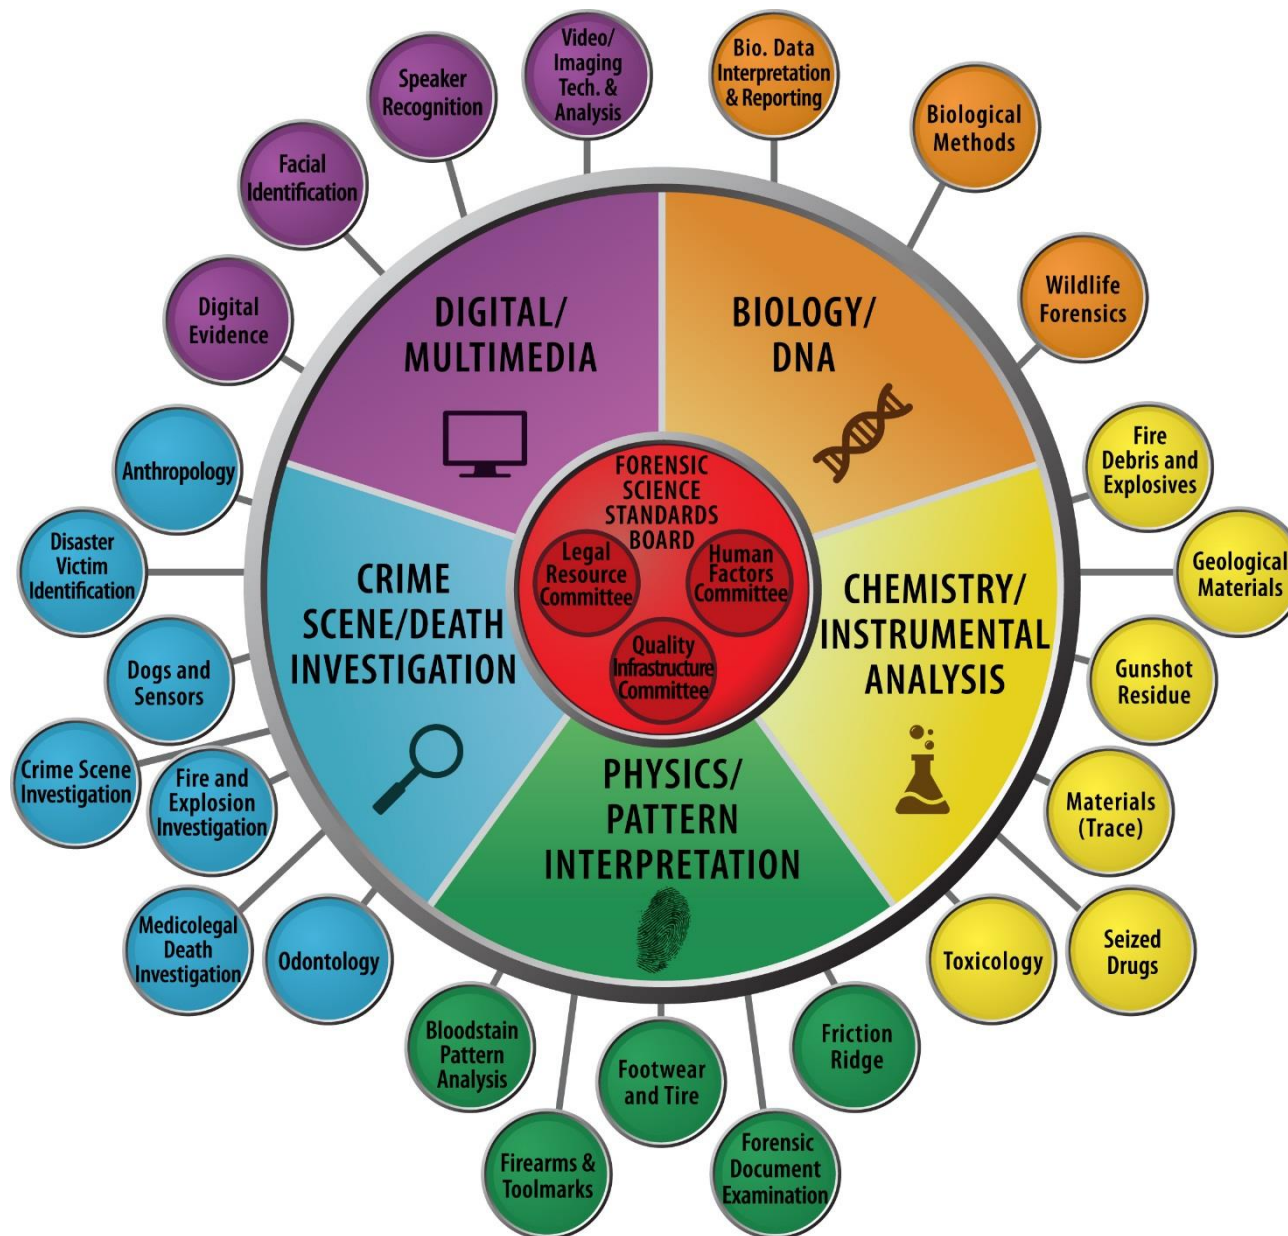 Video/
Imaging
Tech. &
Analysis
Bio. Data
Interpretation
& Reporting
Speaker
Recognition
Biological
Methods
Facial
Identification
Wildlife
Forensics
Digital
Evidence
DIGITAL/
MULTIMEDIA
BIOLOGY/
DNA
Anthropology
Fire
Debris and
Explosives
FORENSIC
SCIENCE
STANDARDS
BOARD
Legal
Resource
Committee
Human
Factors
Committee
Quality
Infrastructure
Committee
Disaster
Victim
Identification
Geological
Materials
CRIME
SCENE/DEATH
INVESTIGATION
CHEMISTRY/
INSTRUMENTAL
ANALYSIS
Dogs and
Sensors
Gunshot
Residue
Crime Scene
Investigation
Fire and
Explosion
Investigation
PHYSICS/
PATTERN
INTERPRETATION
Materials
(Trace)
Medicolegal
Death
Investigation
Odontology
Toxicology
Seized
Drugs
Bloodstain
Pattern
Analysis
Footwear
and Tire
Friction
Ridge
Firearms &
Toolmarks
Forensic
Document
Examination